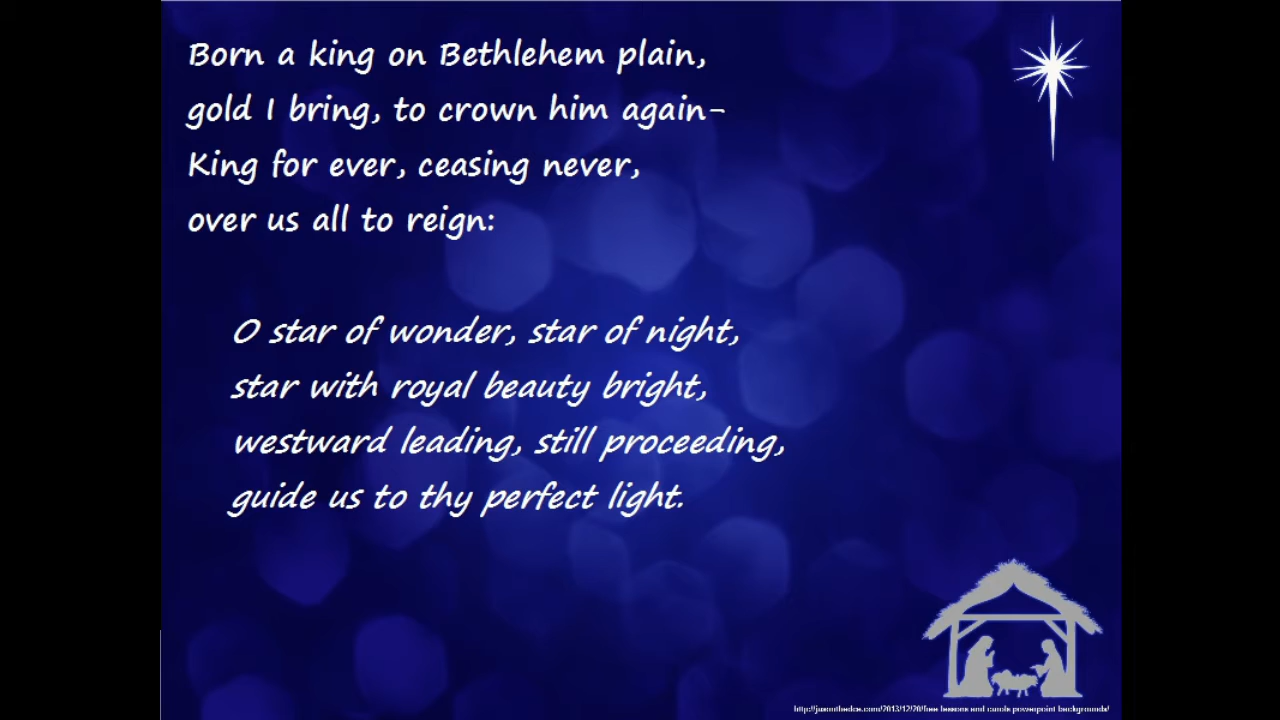 Born a king on Bethlehem plain,
gold I bring, to crown him again-
King for ever, ceasing never,
over us all to reign:
O star of wonder, star of night,
star with royal beauty bright,
westward leading, still proceeding,
guide us to thy perfect light.